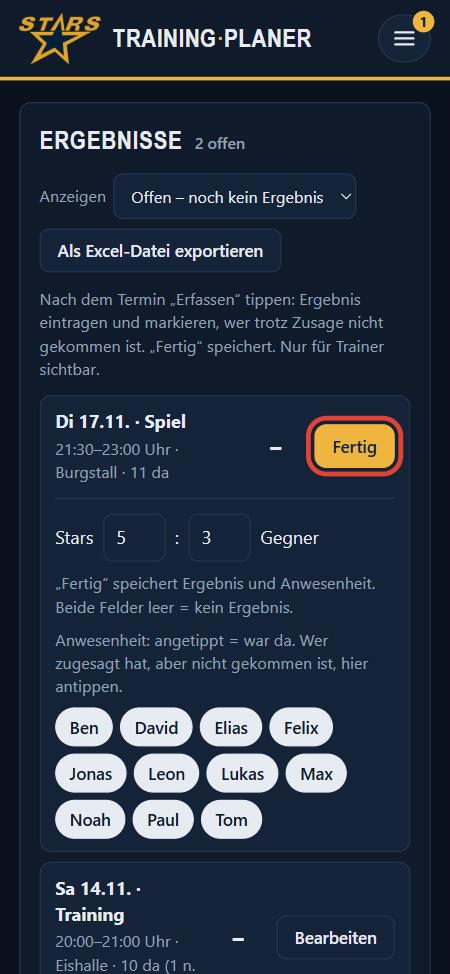 STARS
TRAINING·PLANER
1
ERGEBNISSE 2 offen
Anzeigen Offen – noch kein Ergebnis
Als Excel-Datei exportieren
Nach dem Termin „Erfassen“ tippen: Ergebnis
eintragen und markieren, wer trotz Zusage nicht
gekommen ist. „Fertig“ speichert. Nur für Trainer
sichtbar.
Di 17.11. · Spiel
21:30–23:00 Uhr ·
Burgstall · 11 da
–
Fertig
Stars 5 : 3 Gegner
„Fertig“ speichert Ergebnis und Anwesenheit.
Beide Felder leer = kein Ergebnis.
Anwesenheit: angetippt = war da. Wer
zugesagt hat, aber nicht gekommen ist, hier
antippen.
Ben David Elias Felix
Jonas Leon Lukas Max
Noah Paul Tom
Sa 14.11. ·
Training
20:00–21:00 Uhr ·
Eishalle · 10 da (1 n.
–
Bearbeiten